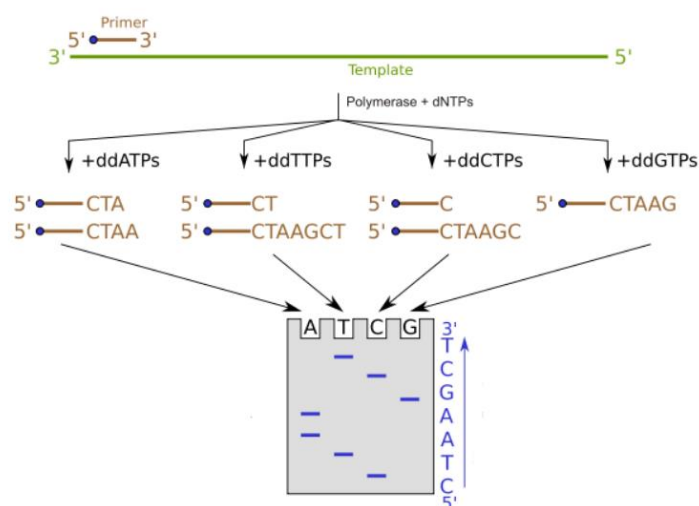 Primer
5' 3'
3' 5'
Template
Polymerase + dNTPs
+ddATPs +ddTTPs +ddCTPs +ddGTPs
5' CTA 5' CT 5' C 5' CTAAG
5' CTAA 5' CTAAGCT 5' CTAAGC
A T C G 3'
T
C
G
A
A
T
C
5'